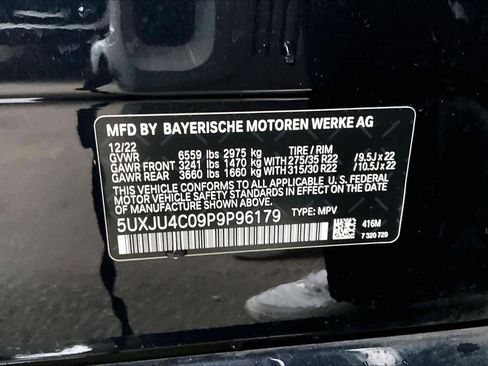 MFD BY BAYERISCHE MOTOREN WERKE AG
12/22 TIRE / RIM
GVWR 6559 lbs 2975 kg
GAWR FRONT 3241 lbs 1470 kg WITH 275/35 R22 / 9.5J x 22
GAWR REAR 3660 lbs 1660 kg WITH 315/30 R22 / 10.5J x 22
THIS VEHICLE CONFORMS TO ALL APPLICABLE U.S. FEDERAL
MOTOR VEHICLE SAFETY STANDARDS IN EFFECT ON THE
DATE OF MANUFACTURE SHOWN ABOVE.
5UXJU4C09P9P96179 TYPE: MPV
416M
7 320 729